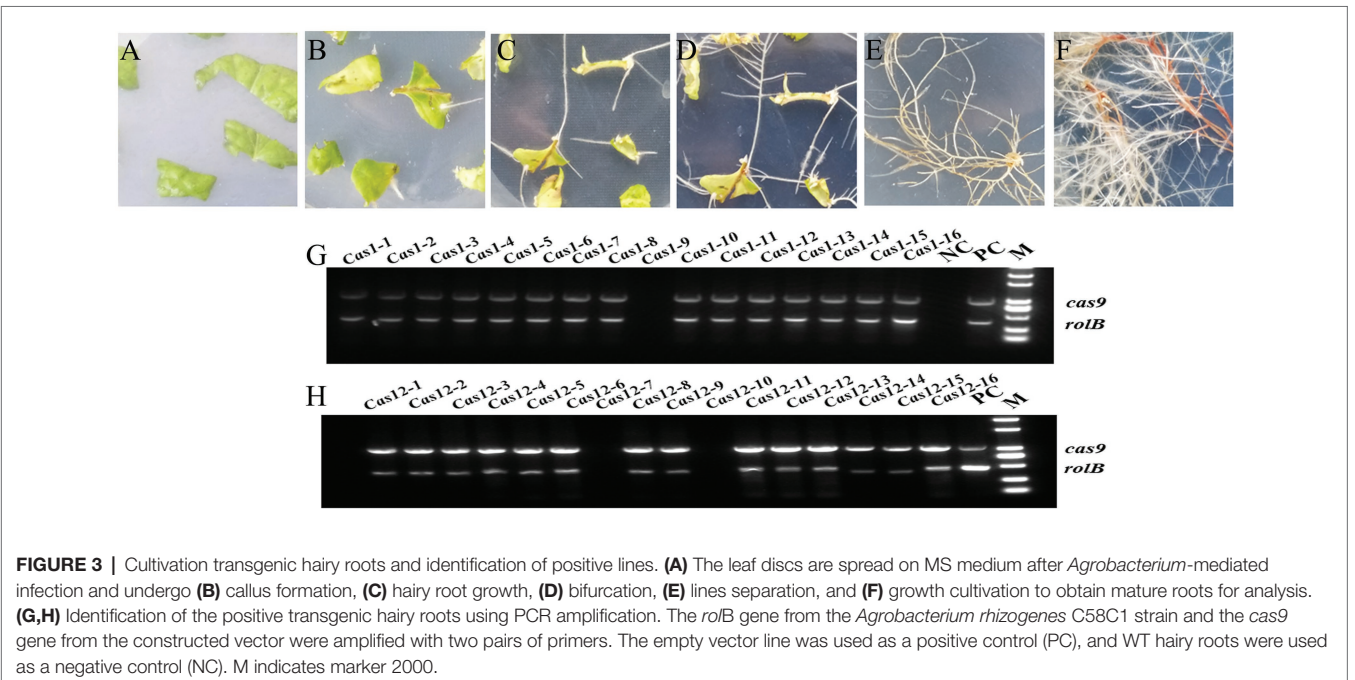 A B C D E F
G Cas1-1 Cas1-2 Cas1-3 Cas1-4 Cas1-5 Cas1-6 Cas1-7 Cas1-8 Cas1-9 Cas1-10 Cas1-11 Cas1-12 Cas1-13 Cas1-14 Cas1-15 Cas1-16 NC PC M
cas9
rolB
H Cas12-1 Cas12-2 Cas12-3 Cas12-4 Cas12-5 Cas12-6 Cas12-7 Cas12-8 Cas12-9 Cas12-10 Cas12-11 Cas12-12 Cas12-13 Cas12-14 Cas12-15 Cas12-16 PC M
cas9
rolB
FIGURE 3 | Cultivation transgenic hairy roots and identification of positive lines. (A) The leaf discs are spread on MS medium after Agrobacterium-mediated
infection and undergo (B) callus formation, (C) hairy root growth, (D) bifurcation, (E) lines separation, and (F) growth cultivation to obtain mature roots for analysis.
(G,H) Identification of the positive transgenic hairy roots using PCR amplification. The rolB gene from the Agrobacterium rhizogenes C58C1 strain and the cas9
gene from the constructed vector were amplified with two pairs of primers. The empty vector line was used as a positive control (PC), and WT hairy roots were used
as a negative control (NC). M indicates marker 2000.